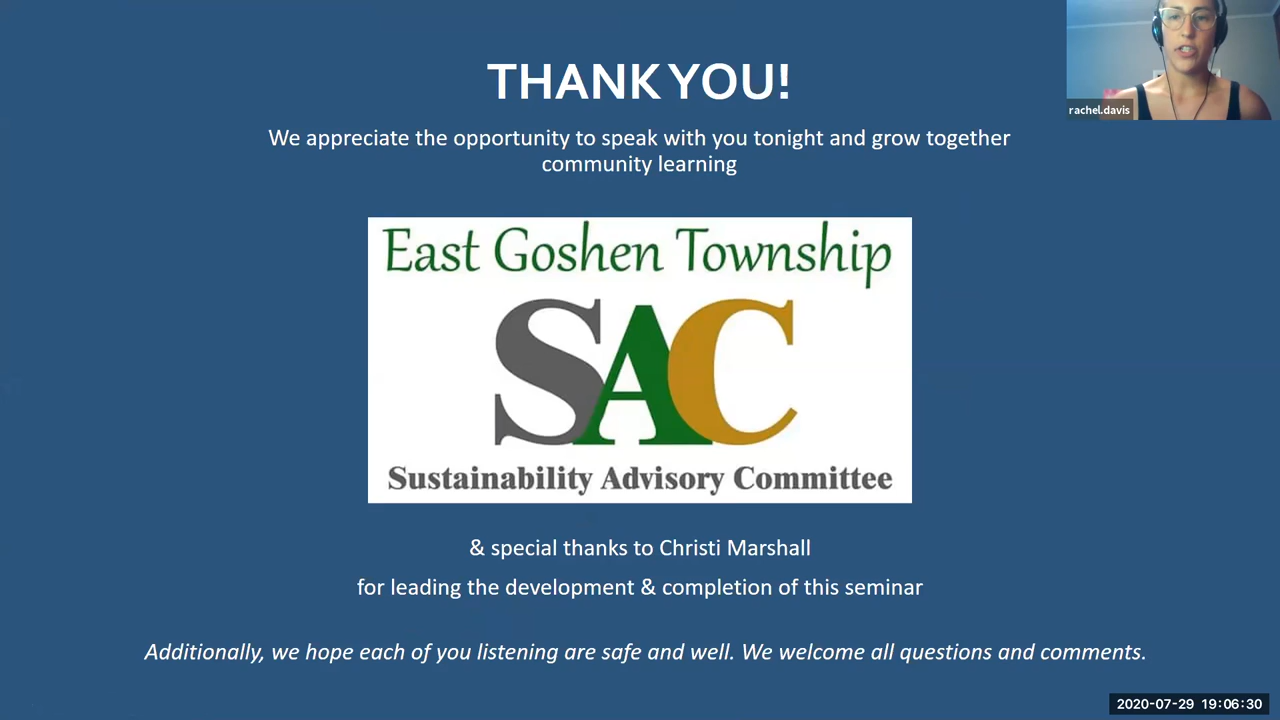 THANK YOU!
rachel.davis
We appreciate the opportunity to speak with you tonight and grow together
community learning
East Goshen Township
SAC
Sustainability Advisory Committee
& special thanks to Christi Marshall
for leading the development & completion of this seminar
Additionally, we hope each of you listening are safe and well. We welcome all questions and comments.
2020-07-29 19:06:30